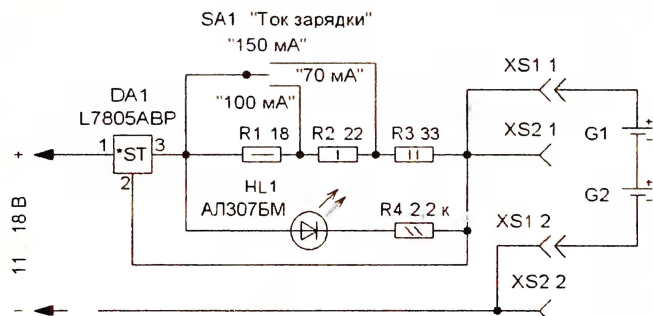 SA1 "Ток зарядки"
"150 мА"
"70 мА"
"100 мА"
XS1 1
DA1
L7805ABP
R1 18
R2 22
R3 33
XS2 1
G1
+
-
+
1
*ST
3
2
HL1
АЛ307БМ
R4 2,2 к
G2
+
-
11 18 В
XS1 2
XS2 2
-